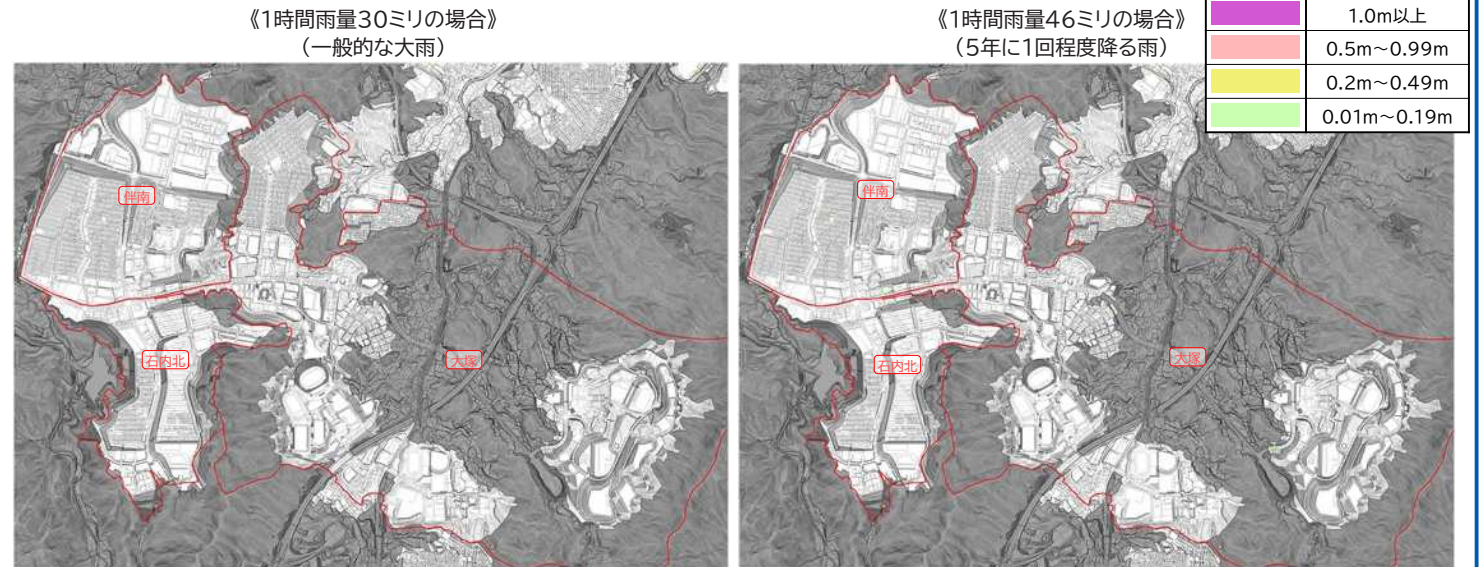 《1時間雨量30ミリの場合》
（一般的な大雨）
《1時間雨量46ミリの場合》
（5年に1回程度降る雨）
1.0m以上
0.5m～0.99m
0.2m～0.49m
0.01m～0.19m
伴南
石内北
大塚
伴南
石内北
大塚